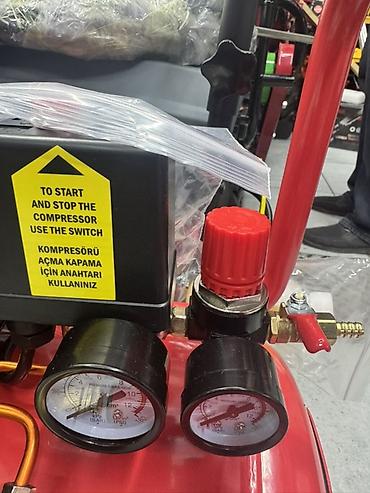 TO START
AND STOP THE
COMPRESSOR
USE THE SWITCH
KOMPRESÖRÜ
AÇMA KAPAMA
İÇİN ANAHTARI
KULLANINIZ